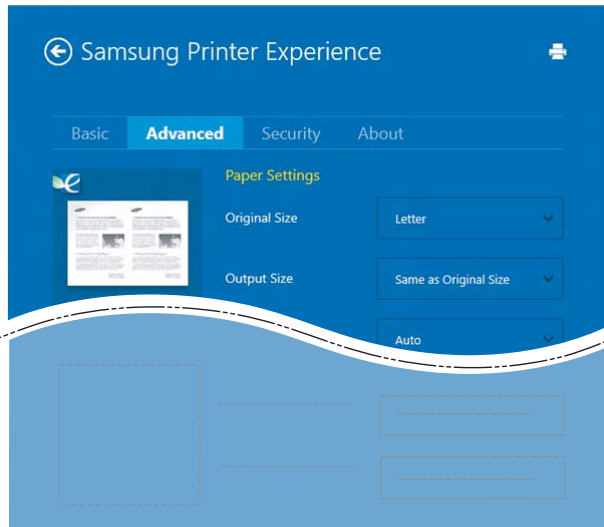 Samsung Printer Experience
Basic Advanced Security About
Paper Settings
Original Size Letter
Output Size Same as Original Size
Auto